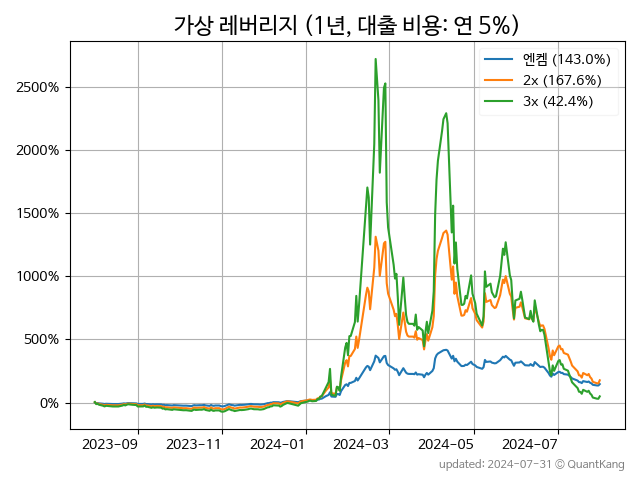 가상 레버리지 (1년, 대출 비용: 연 5%)
엔켐 (143.0%)
2x (167.6%)
3x (42.4%)
2500%
2000%
1500%
1000%
500%
0%
2023-09 2023-11 2024-01 2024-03 2024-05 2024-07
updated: 2024-07-31 © QuantKang